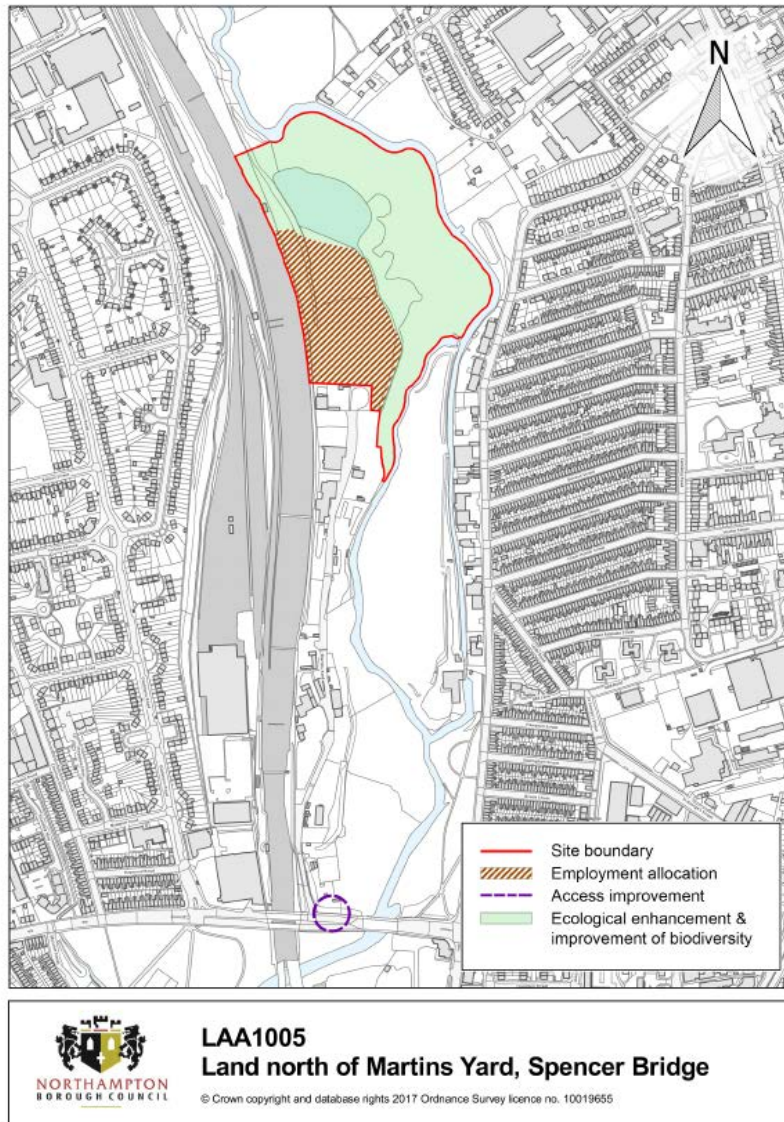 N
Site boundary
Employment allocation
Access improvement
Ecological enhancement &
improvement of biodiversity
NORTHAMPTON
BOROUGH COUNCIL
LAA1005
Land north of Martins Yard, Spencer Bridge
© Crown copyright and database rights 2017 Ordnance Survey licence no. 10019655